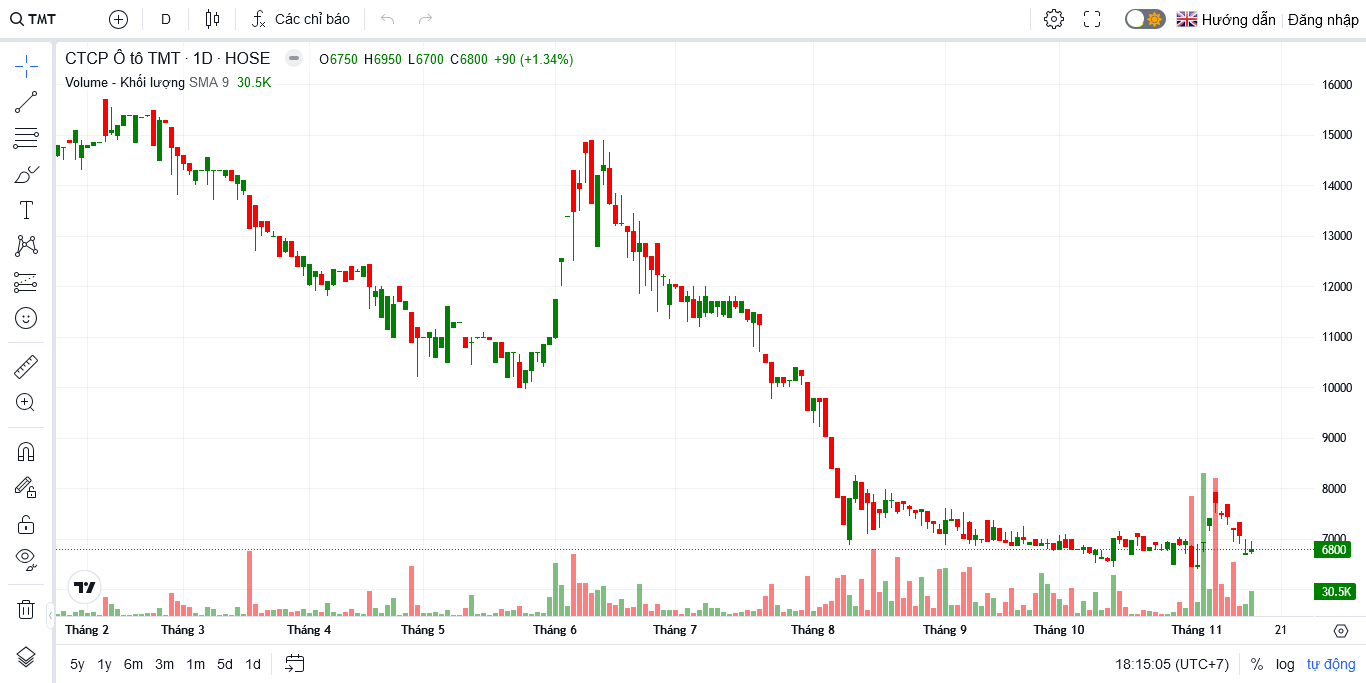 TMT D Các chỉ báo Hướng dẫn Đăng nhập
CTCP Ô tô TMT · 1D · HOSE O6750 H6950 L6700 C6800 +90 (+1.34%)
Volume - Khối lượng SMA 9 30.5K
16000
15000
14000
13000
12000
11000
10000
9000
8000
7000
6800
30.5K
Tháng 2 Tháng 3 Tháng 4 Tháng 5 Tháng 6 Tháng 7 Tháng 8 Tháng 9 Tháng 10 Tháng 11 21
5y 1y 6m 3m 1m 5d 1d 18:15:05 (UTC+7) % log tự động